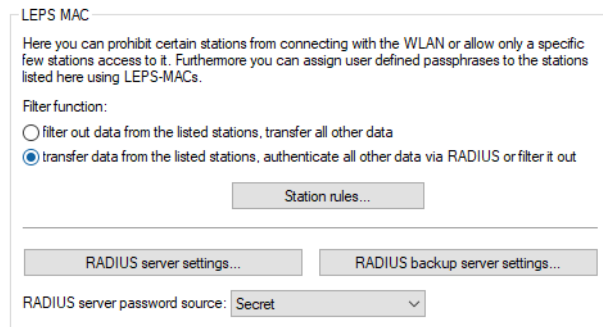 LEPS MAC
Here you can prohibit certain stations from connecting with the WLAN or allow only a specific
few stations access to it. Furthermore you can assign user defined passphrases to the stations
listed here using LEPS-MACs.
Filter function:
filter out data from the listed stations, transfer all other data
transfer data from the listed stations, authenticate all other data via RADIUS or filter it out
Station rules...
RADIUS server settings... RADIUS backup server settings...
RADIUS server password source: Secret